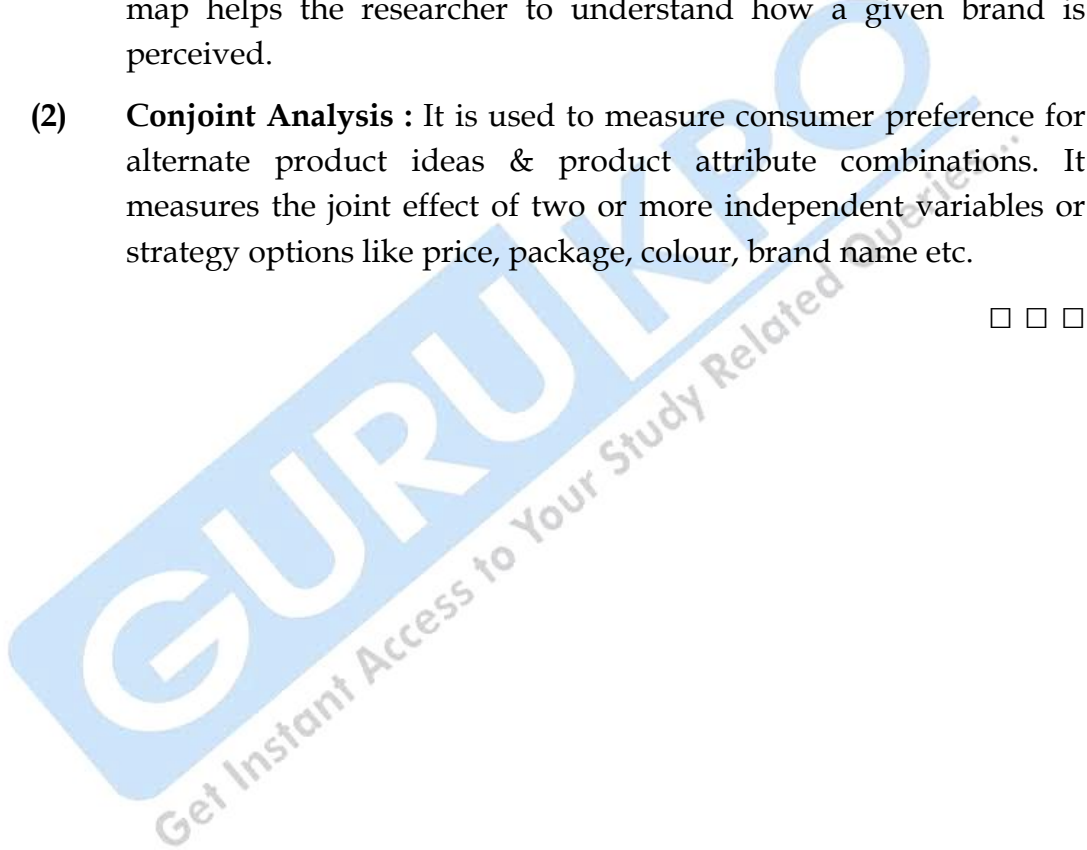 map helps the researcher to understand how a given brand is
perceived.
(2) Conjoint Analysis : It is used to measure consumer preference for
alternate product ideas & product attribute combinations. It
measures the joint effect of two or more independent variables or
strategy options like price, package, colour, brand name etc.
□ □ □
GURUKPO
Get Instant Access to Your Study Related Queries...